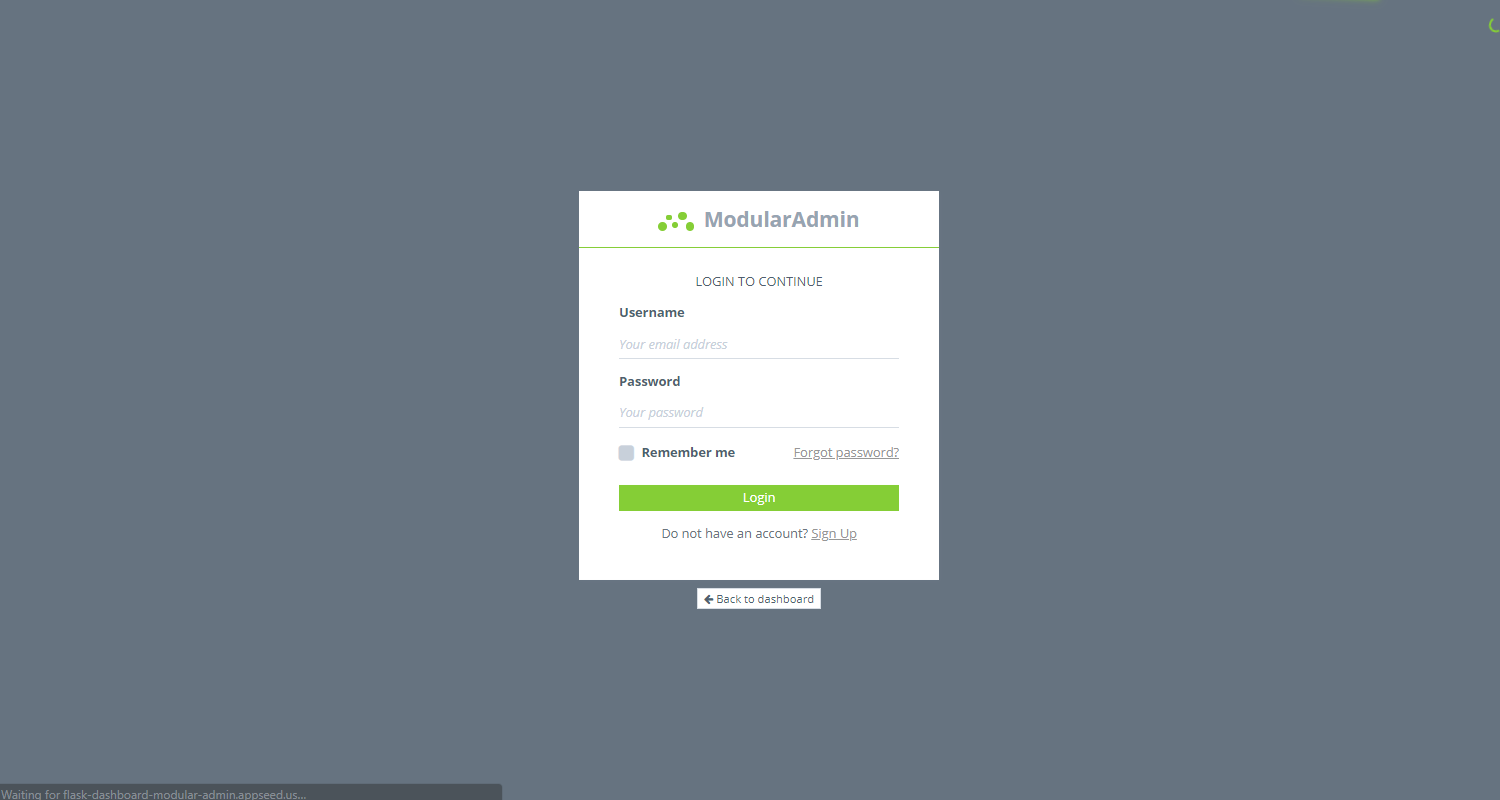 ModularAdmin
LOGIN TO CONTINUE
Username
Your email address
Password
Your password
Remember me Forgot password?
Login
Do not have an account? Sign Up
Back to dashboard
Waiting for flask-dashboard-modular-admin.appseed.us...